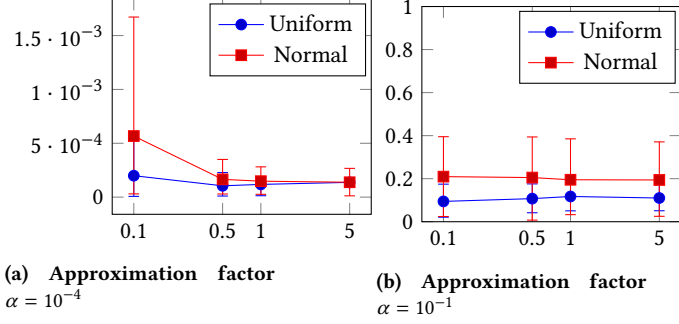 1.5 · 10⁻³
1 · 10⁻³
5 · 10⁻⁴
0
0.1 0.5 1 5
Uniform
Normal
(a) Approximation factor
α = 10⁻⁴
1
0.8
0.6
0.4
0.2
0
0.1 0.5 1 5
Uniform
Normal
(b) Approximation factor
α = 10⁻¹